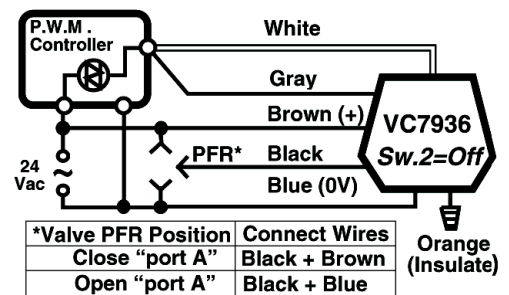 P.W.M.
Controller
White
Gray
Brown (+)
VC7936
Sw.2=Off
24
Vac
PFR*
Black
Blue (0V)
*Valve PFR Position Connect Wires
Close “port A” Black + Brown
Open “port A” Black + Blue
Orange
(Insulate)